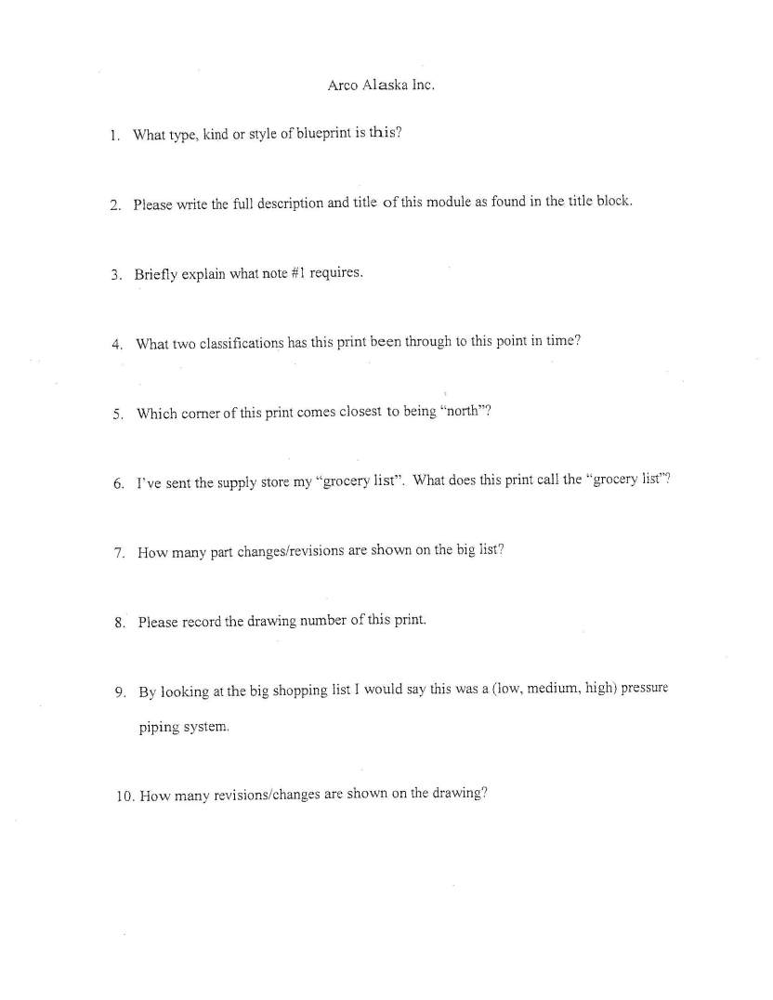 Arco Alaska Inc.
1. What type, kind or style of blueprint is this?
2. Please write the full description and title of this module as found in the title block.
3. Briefly explain what note #1 requires.
4. What two classifications has this print been through to this point in time?
5. Which corner of this print comes closest to being “north”?
6. I’ve sent the supply store my “grocery list”. What does this print call the “grocery list”?
7. How many part changes/revisions are shown on the big list?
8. Please record the drawing number of this print.
9. By looking at the big shopping list I would say this was a (low, medium, high) pressure
piping system.
10. How many revisions/changes are shown on the drawing?